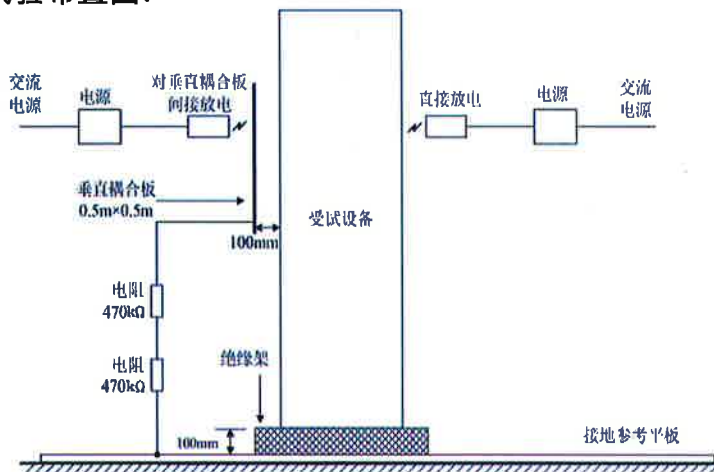 对垂直耦合板
间接放电
交流
电源
电源
直接放电
电源
交流
电源
垂直耦合板
0.5m×0.5m
受试设备
100mm
电阻
470kΩ
电阻
470kΩ
绝缘架
100mm
接地参考平板